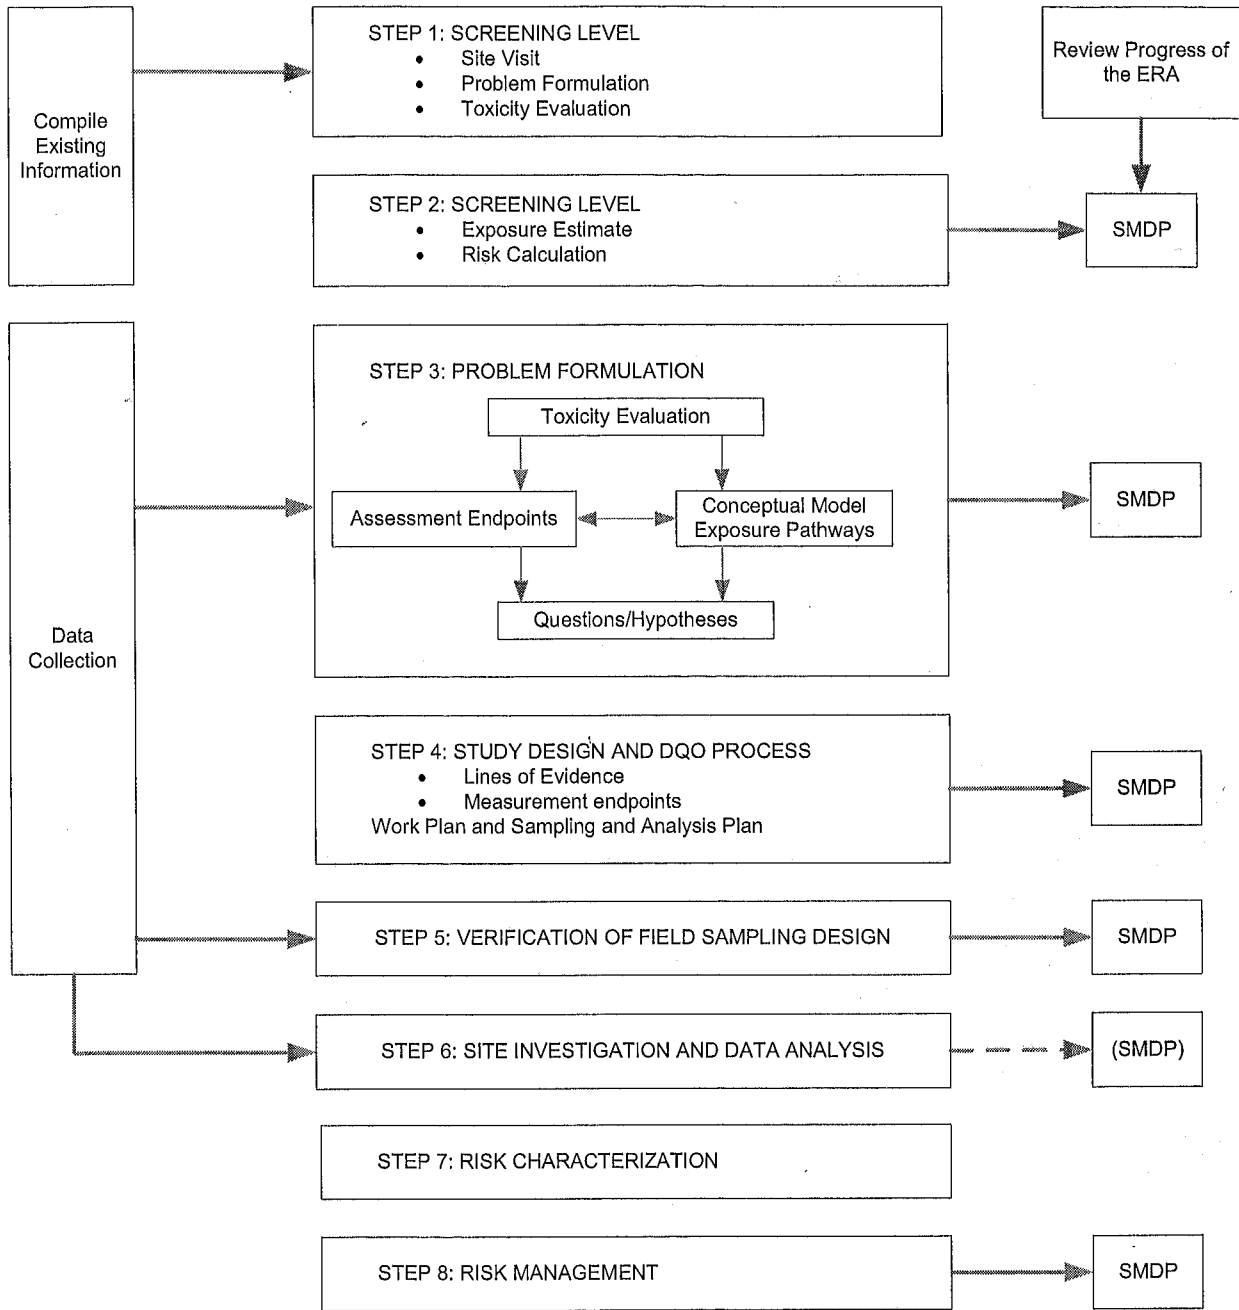 Compile
Existing
Information
STEP 1: SCREENING LEVEL
• Site Visit
• Problem Formulation
• Toxicity Evaluation
Review Progress of
the ERA
STEP 2: SCREENING LEVEL
• Exposure Estimate
• Risk Calculation
SMDP
Data
Collection
STEP 3: PROBLEM FORMULATION
Toxicity Evaluation
Assessment Endpoints
Conceptual Model
Exposure Pathways
Questions/Hypotheses
SMDP
STEP 4: STUDY DESIGN AND DQO PROCESS
• Lines of Evidence
• Measurement endpoints
Work Plan and Sampling and Analysis Plan
SMDP
STEP 5: VERIFICATION OF FIELD SAMPLING DESIGN
SMDP
STEP 6: SITE INVESTIGATION AND DATA ANALYSIS
(SMDP)
STEP 7: RISK CHARACTERIZATION
STEP 8: RISK MANAGEMENT
SMDP